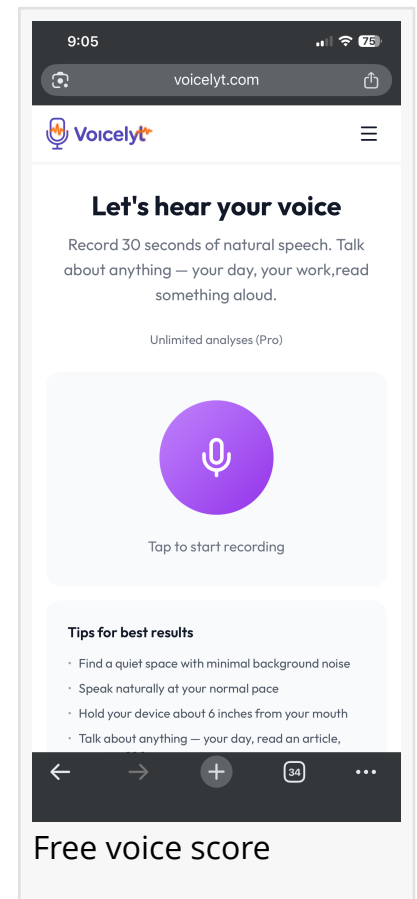 9:05
75
voicelyt.com
Voicelyt
Let's hear your voice
Record 30 seconds of natural speech. Talk
about anything — your day, your work,read
something aloud.
Unlimited analyses (Pro)
Tap to start recording
Tips for best results
· Find a quiet space with minimal background noise
· Speak naturally at your normal pace
· Hold your device about 6 inches from your mouth
· Talk about anything — your day, read an article,
34
Free voice score